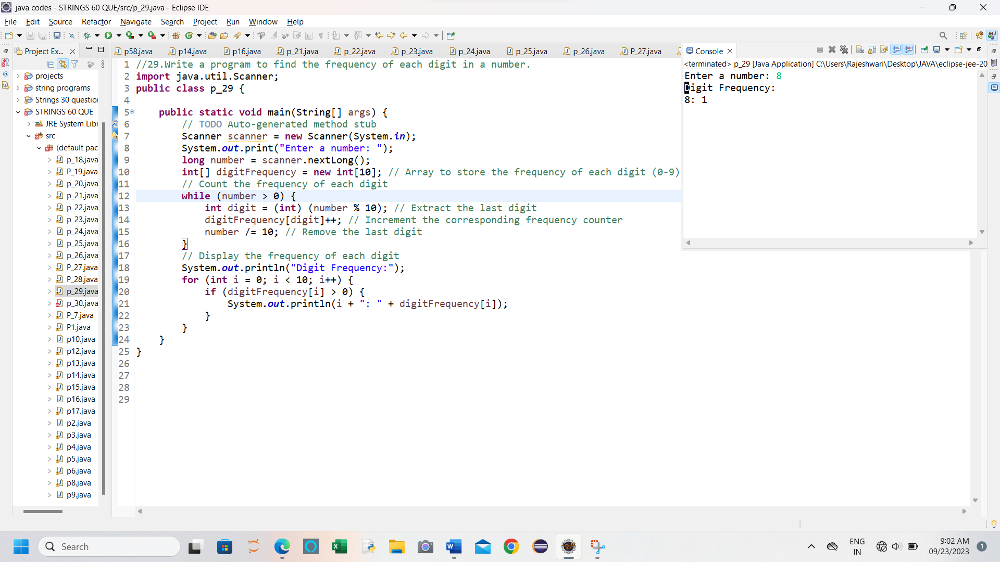 java codes - STRINGS 60 QUE/src/p_29.java - Eclipse IDE
File Edit Source Refactor Navigate Search Project Run Window Help
Project Ex...
p58.java p14.java p16.java p_21.java p_22.java p_23.java p_24.java p_25.java p_26.java P_27.java
projects
string programs
Strings 30 question
STRINGS 60 QUE
JRE System Libr
src
(default pac
p_18.java
P_19.java
p_20.java
p_21.java
p_22.java
p_23.java
p_24.java
p_25.java
p_26.java
P_27.java
P_28.java
p_29.java
p_30.java
P_7.java
P1.java
p10.java
p12.java
p13.java
p14.java
p15.java
p16.java
p17.java
p2.java
p3.java
p4.java
p5.java
p6.java
p8.java
p9.java
1 //29.Write a program to find the frequency of each digit in a number.
2 import java.util.Scanner;
3 public class p_29 {
4
5 public static void main(String[] args) {
6 // TODO Auto-generated method stub
7 Scanner scanner = new Scanner(System.in);
8 System.out.print("Enter a number: ");
9 long number = scanner.nextLong();
10 int[] digitFrequency = new int[10]; // Array to store the frequency of each digit (0-9)
11 // Count the frequency of each digit
12 while (number > 0) {
13 int digit = (int) (number % 10); // Extract the last digit
14 digitFrequency[digit]++; // Increment the corresponding frequency counter
15 number /= 10; // Remove the last digit
16 }
17 // Display the frequency of each digit
18 System.out.println("Digit Frequency:");
19 for (int i = 0; i < 10; i++) {
20 if (digitFrequency[i] > 0) {
21 System.out.println(i + ": " + digitFrequency[i]);
22 }
23 }
24 }
25 }
26
27
28
29
Console
<terminated> p_29 [Java Application] C:\Users\Rajeshwari\Desktop\JAVA\eclipse-jee-20
Enter a number: 8
Digit Frequency:
8: 1
Search
ENG
IN
9:02 AM
09/23/2023
1